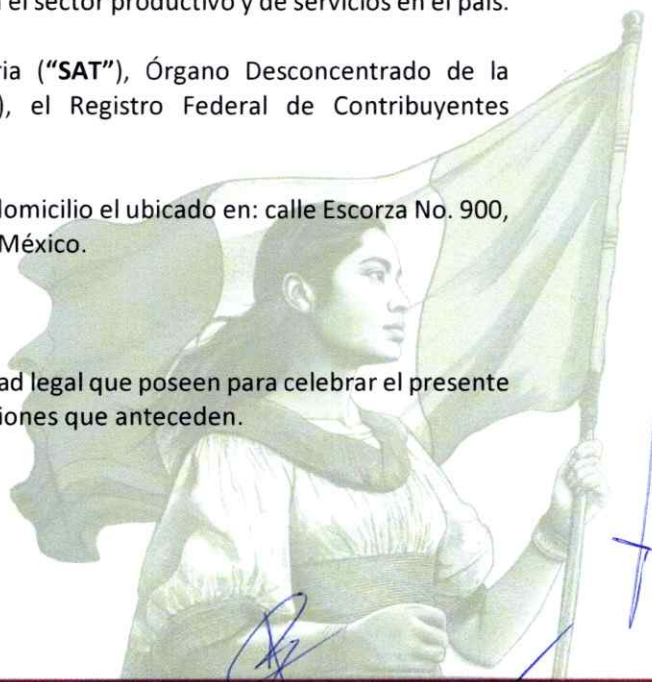 el sector productivo y de servicios en el país.
ria ("SAT"), Órgano Desconcentrado de la
), el Registro Federal de Contribuyentes
domicilio el ubicado en: calle Escorza No. 900,
México.
ad legal que poseen para celebrar el presente
iones que anteceden.